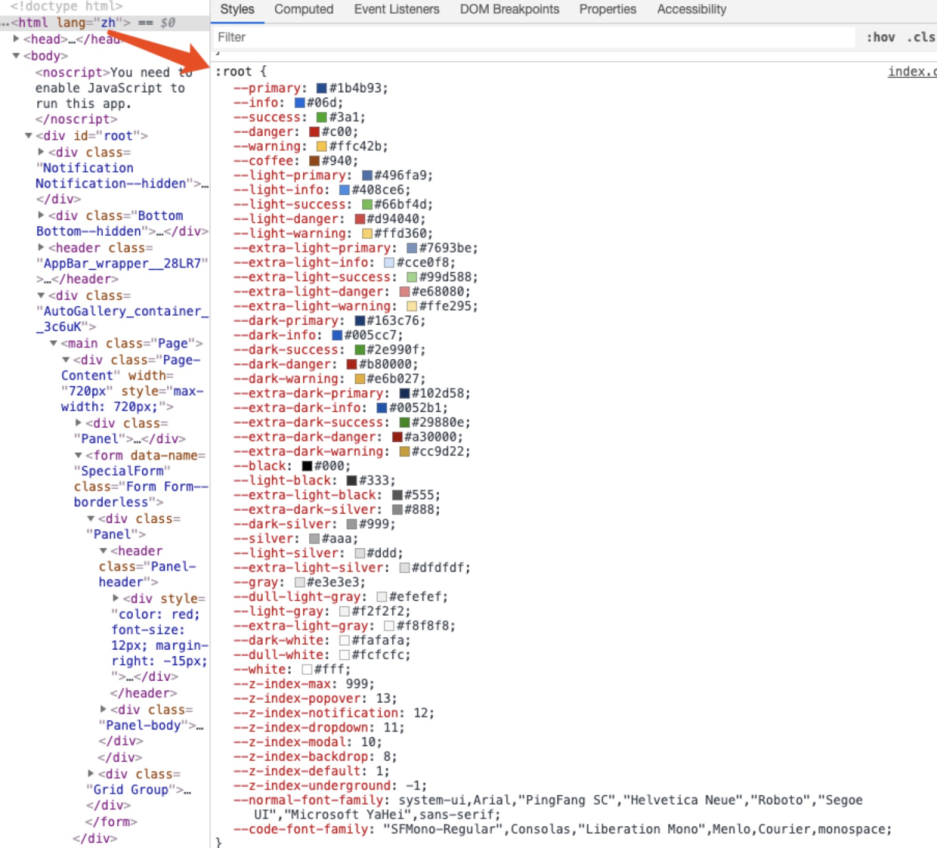 <!doctype html>
…<html lang="zh"> == $0
<head>…</head
<body>
<noscript>You need to
enable JavaScript to
run this app.
</noscript>
<div id="root">
<div class=
"Notification
Notification--hidden">…
</div>
<div class="Bottom
Bottom--hidden">…</div>
<header class=
"AppBar_wrapper__28LR7"
>…</header>
<div class=
"AutoGallery_container_
_3c6uK">
<main class="Page">
<div class="Page-
Content" width=
"720px" style="max-
width: 720px;">
<div class=
"Panel">…</div>
<form data-name=
"SpecialForm"
class="Form Form--
borderless">
<div class=
"Panel">
<header
class="Panel-
header">
<div style=
"color: red;
font-size:
12px; margin-
right: -15px;
">…</div>
</header>
<div class=
"Panel-body">…
</div>
</div>
<div class=
"Grid Group">…
</div>
</form>
</div>
Styles Computed Event Listeners DOM Breakpoints Properties Accessibility
Filter :hov .cls
:root { index.c
--primary: #1b4b93;
--info: #06d;
--success: #3a1;
--danger: #c00;
--warning: #ffc42b;
--coffee: #940;
--light-primary: #496fa9;
--light-info: #408ce6;
--light-success: #66bf4d;
--light-danger: #d94040;
--light-warning: #ffd360;
--extra-light-primary: #7693be;
--extra-light-info: #cce0f8;
--extra-light-success: #99d588;
--extra-light-danger: #e68080;
--extra-light-warning: #ffe295;
--dark-primary: #163c76;
--dark-info: #005cc7;
--dark-success: #2e990f;
--dark-danger: #b80000;
--dark-warning: #e6b027;
--extra-dark-primary: #102d58;
--extra-dark-info: #0052b1;
--extra-dark-success: #29880e;
--extra-dark-danger: #a30000;
--extra-dark-warning: #cc9d22;
--black: #000;
--light-black: #333;
--extra-light-black: #555;
--extra-dark-silver: #888;
--dark-silver: #999;
--silver: #aaa;
--light-silver: #ddd;
--extra-light-silver: #dfdfdf;
--gray: #e3e3e3;
--dull-light-gray: #efefef;
--light-gray: #f2f2f2;
--extra-light-gray: #f8f8f8;
--dark-white: #fafafa;
--dull-white: #fcfcfc;
--white: #fff;
--z-index-max: 999;
--z-index-popover: 13;
--z-index-notification: 12;
--z-index-dropdown: 11;
--z-index-modal: 10;
--z-index-backdrop: 8;
--z-index-default: 1;
--z-index-underground: -1;
--normal-font-family: system-ui,Arial,"PingFang SC","Helvetica Neue","Roboto","Segoe
UI","Microsoft YaHei",sans-serif;
--code-font-family: "SFMono-Regular",Consolas,"Liberation Mono",Menlo,Courier,monospace;
}